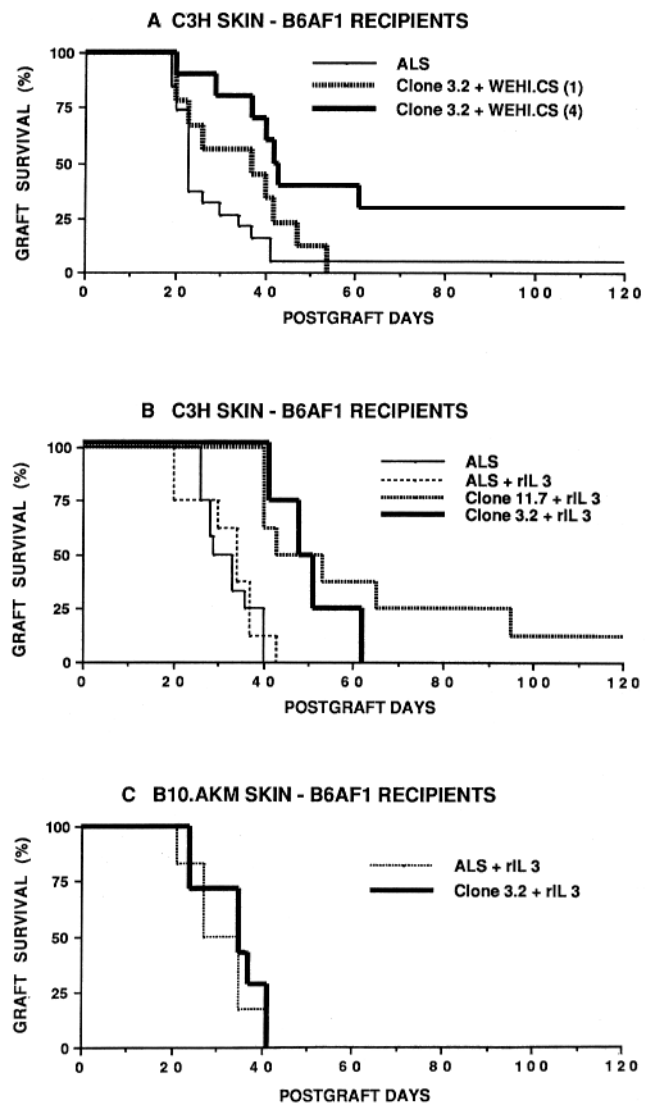 A C3H SKIN - B6AF1 RECIPIENTS
ALS
Clone 3.2 + WEHI.CS (1)
Clone 3.2 + WEHI.CS (4)
GRAFT SURVIVAL (%)
100
75
50
25
0
0 20 40 60 80 100 120
POSTGRAFT DAYS
B C3H SKIN - B6AF1 RECIPIENTS
ALS
ALS + rIL 3
Clone 11.7 + rIL 3
Clone 3.2 + rIL 3
GRAFT SURVIVAL (%)
100
75
50
25
0
0 20 40 60 80 100 120
POSTGRAFT DAYS
C B10.AKM SKIN - B6AF1 RECIPIENTS
ALS + rIL 3
Clone 3.2 + rIL 3
GRAFT SURVIVAL (%)
100
75
50
25
0
0 20 40 60 80 100 120
POSTGRAFT DAYS